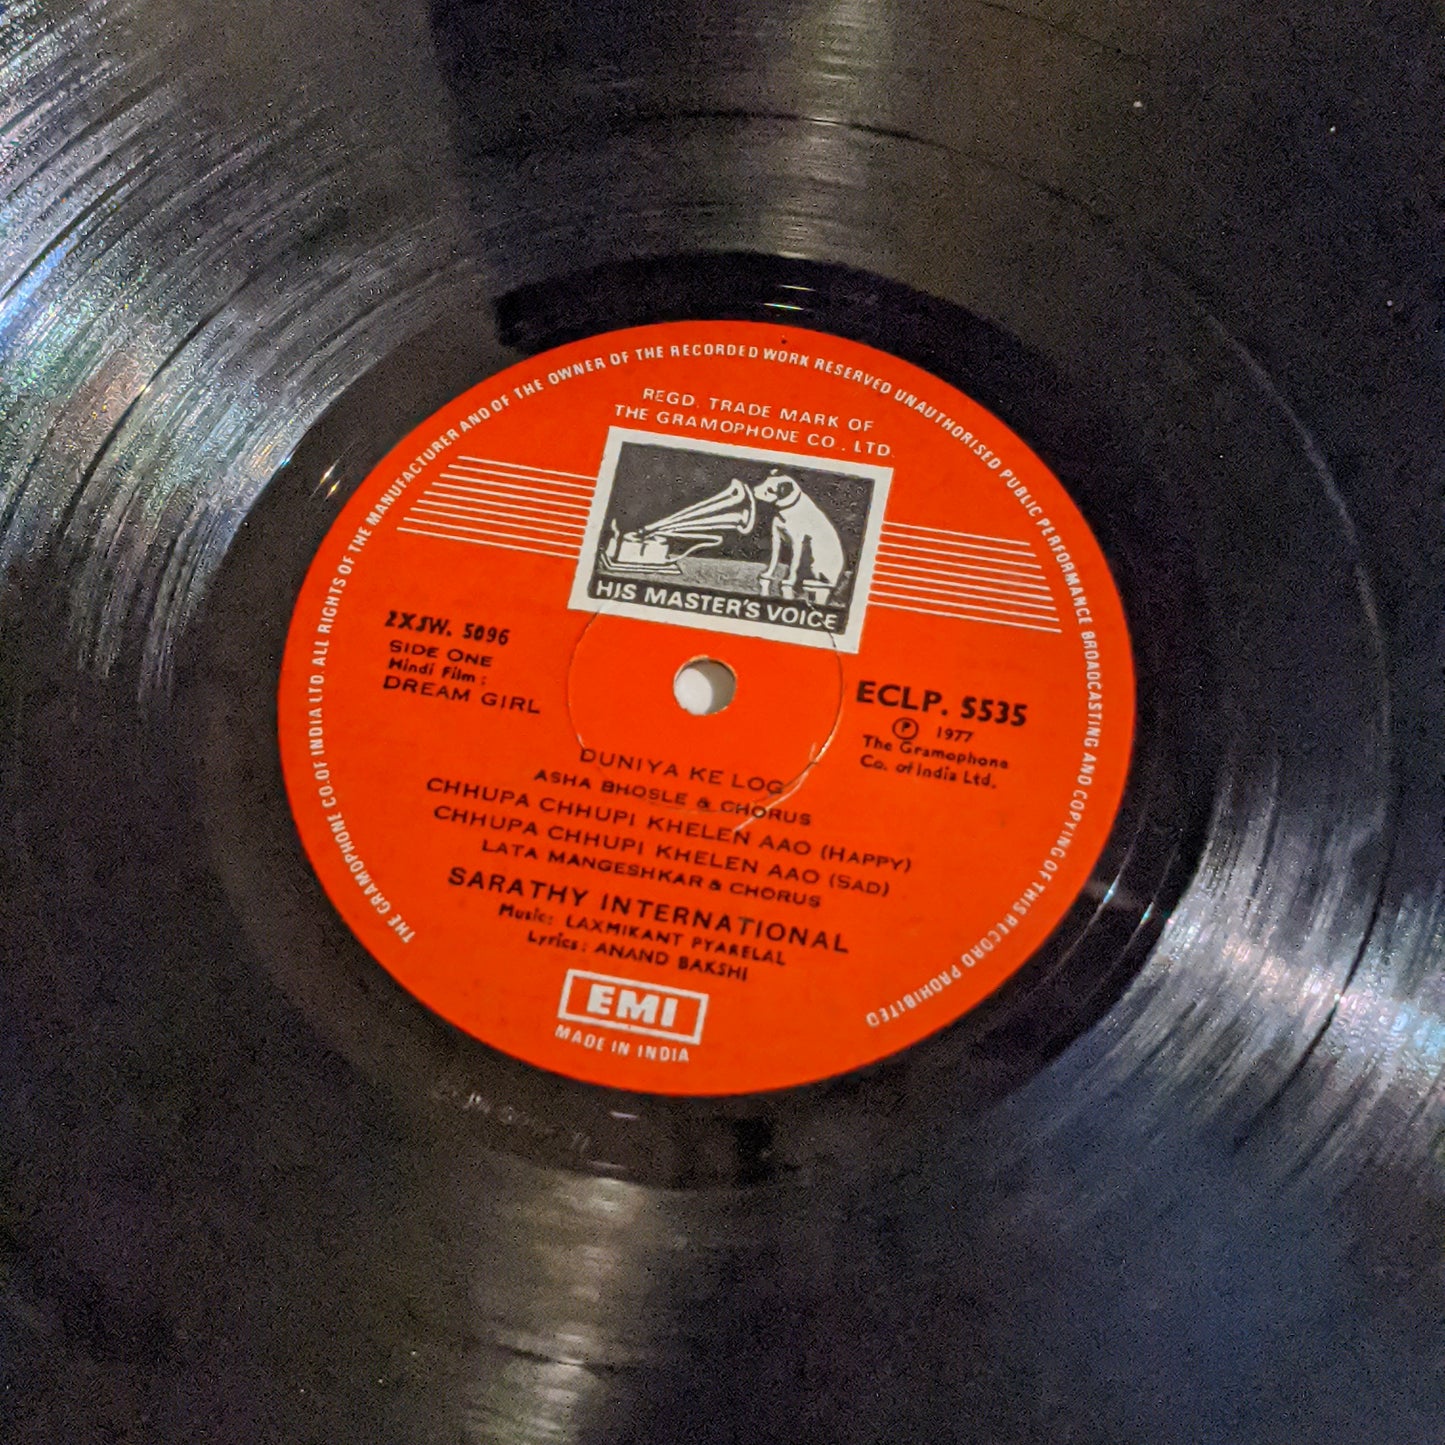 THE GRAMOPHONE CO. OF INDIA LTD. ALL RIGHTS OF THE MANUFACTURER AND OF THE OWNER OF THE RECORDED WORK RESERVED UNAUTHORISED PUBLIC PERFORMANCE BROADCASTING AND COPYING OF THIS RECORD PROHIBITED
REGD. TRADE MARK OF
THE GRAMOPHONE CO., LTD
HIS MASTER'S VOICE
2XJW. 5096
SIDE ONE
Hindi Film:
DREAM GIRL
ECLP. 5535
Ⓟ 1977
The Gramophone
Co. of India Ltd.
DUNIYA KE LOG
ASHA BHOSLE & CHORUS
CHHUPA CHHUPI KHELEN AAO (HAPPY)
CHHUPA CHHUPI KHELEN AAO (SAD)
LATA MANGESHKAR & CHORUS
SARATHY INTERNATIONAL
Music: LAXMIKANT PYARELAL
Lyrics: ANAND BAKSHI
EMI
MADE IN INDIA